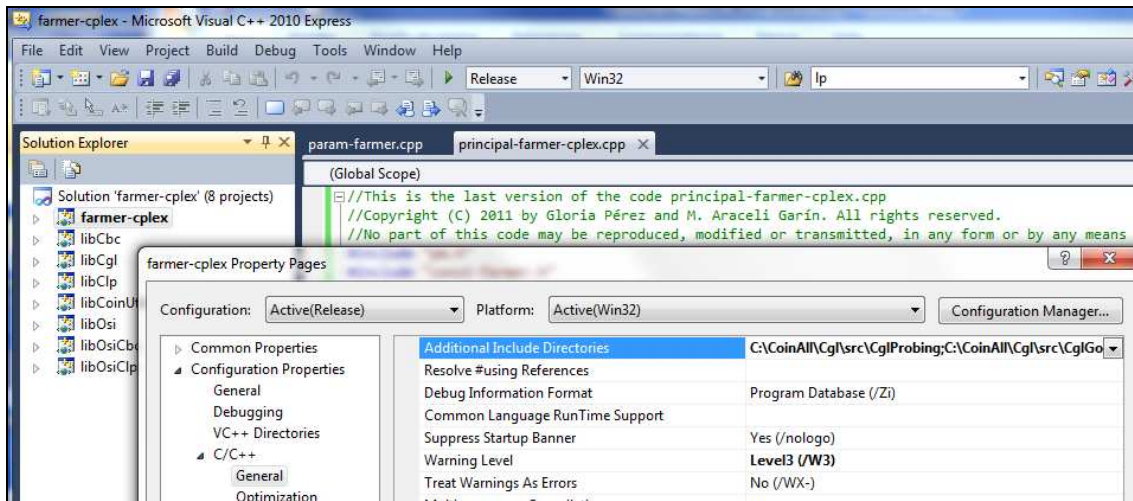 farmer-cplex - Microsoft Visual C++ 2010 Express
File Edit View Project Build Debug Tools Window Help
Release Win32 lp
Solution Explorer
param-farmer.cpp principal-farmer-cplex.cpp
(Global Scope)
Solution 'farmer-cplex' (8 projects)
farmer-cplex
libCbc
libCgl
libClp
libCoinUt
libOsi
libOsiCbc
libOsiClp
//This is the last version of the code principal-farmer-cplex.cpp
//Copyright (C) 2011 by Gloria Pérez and M. Araceli Garín. All rights reserved.
//No part of this code may be reproduced, modified or transmitted, in any form or by any means
farmer-cplex Property Pages
Configuration: Active(Release) Platform: Active(Win32) Configuration Manager...
Common Properties
Configuration Properties
General
Debugging
VC++ Directories
C/C++
General
Optimization
Additional Include Directories C:\CoinAll\Cgl\src\CglProbing;C:\CoinAll\Cgl\src\CglGo
Resolve #using References
Debug Information Format Program Database (/Zi)
Common Language RunTime Support
Suppress Startup Banner Yes (/nologo)
Warning Level Level3 (/W3)
Treat Warnings As Errors No (/WX-)